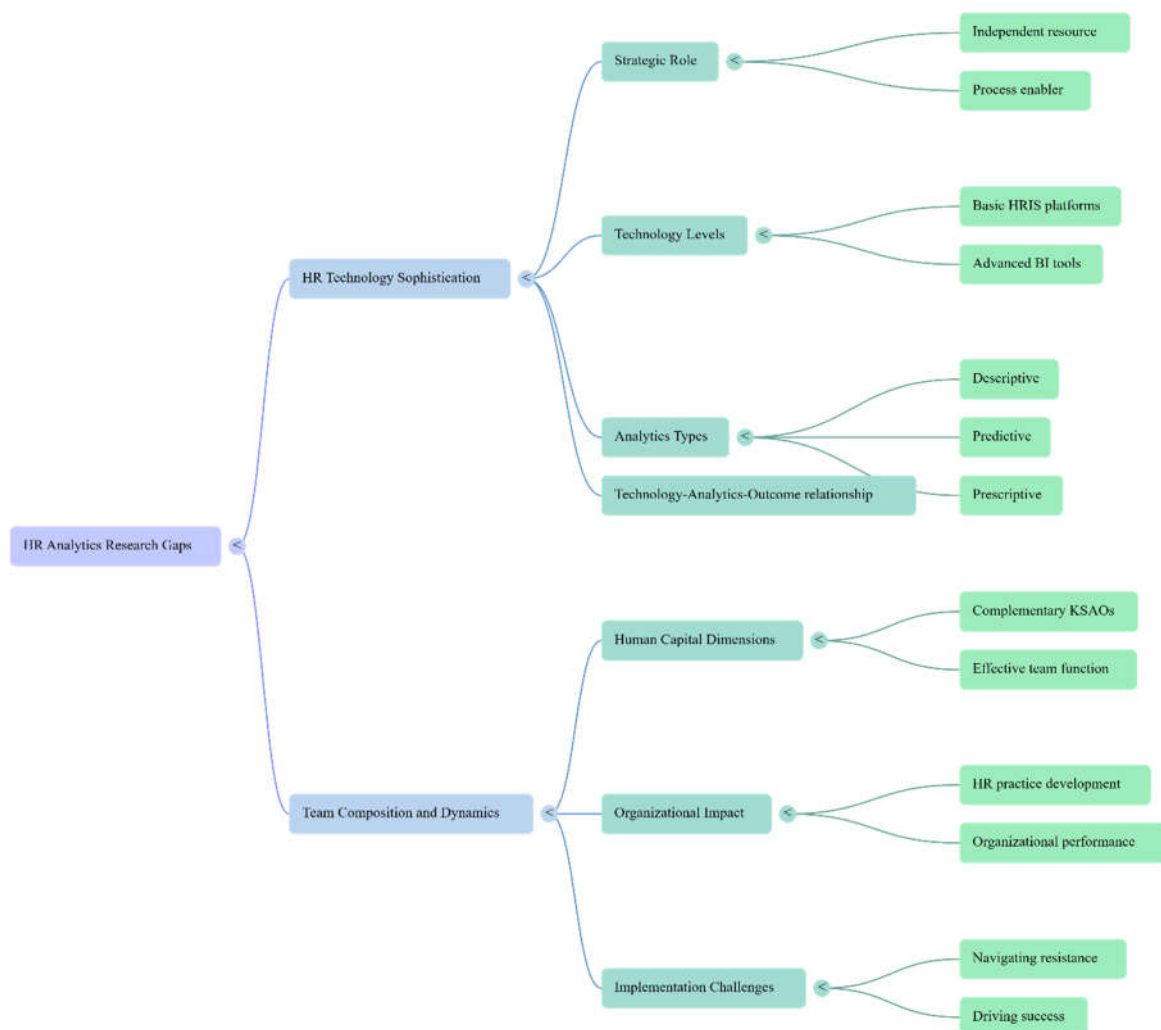 HR Analytics Research Gaps
<
HR Technology Sophistication
<
Strategic Role
<
Independent resource
Process enabler
Technology Levels
<
Basic HRIS platforms
Advanced BI tools
Analytics Types
<
Descriptive
Predictive
Prescriptive
Technology-Analytics-Outcome relationship
Team Composition and Dynamics
<
Human Capital Dimensions
<
Complementary KSAOs
Effective team function
Organizational Impact
<
HR practice development
Organizational performance
Implementation Challenges
<
Navigating resistance
Driving success